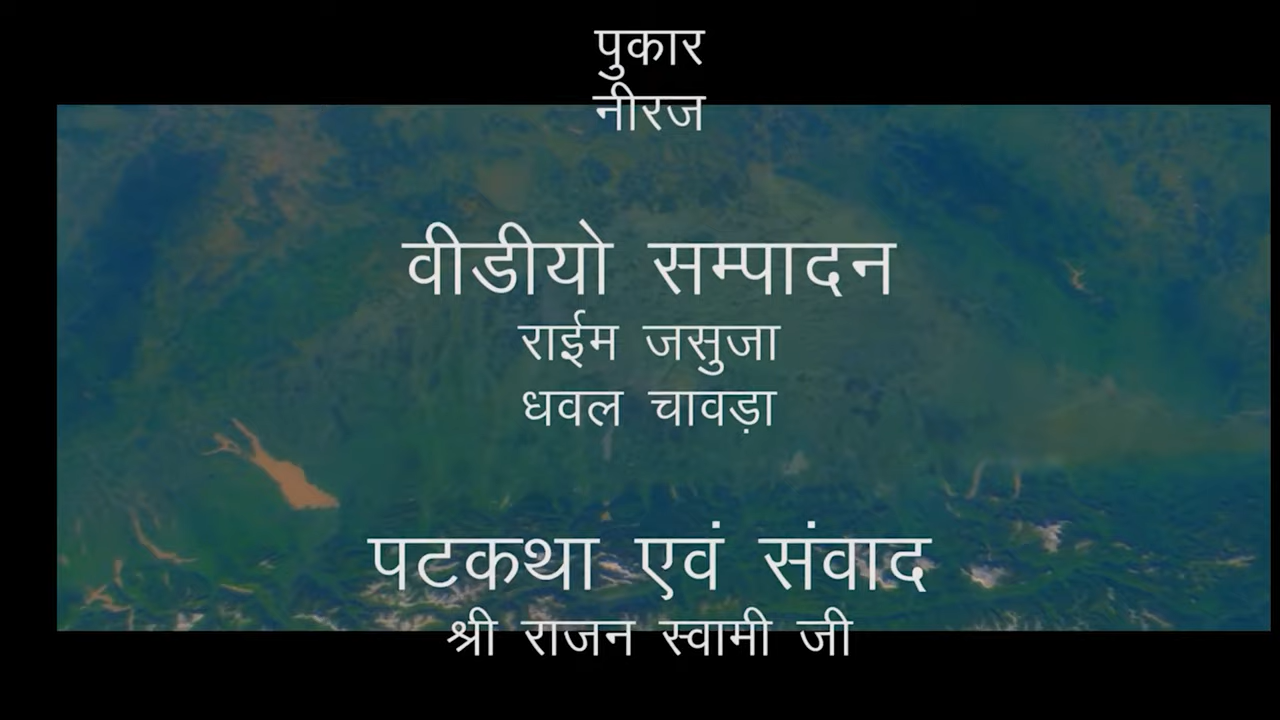 पुकार
नीरज
वीडीयो सम्पादन
राईम जसुजा
धवल चावड़ा
पटकथा एवं संवाद
श्री राजन स्वामी जी